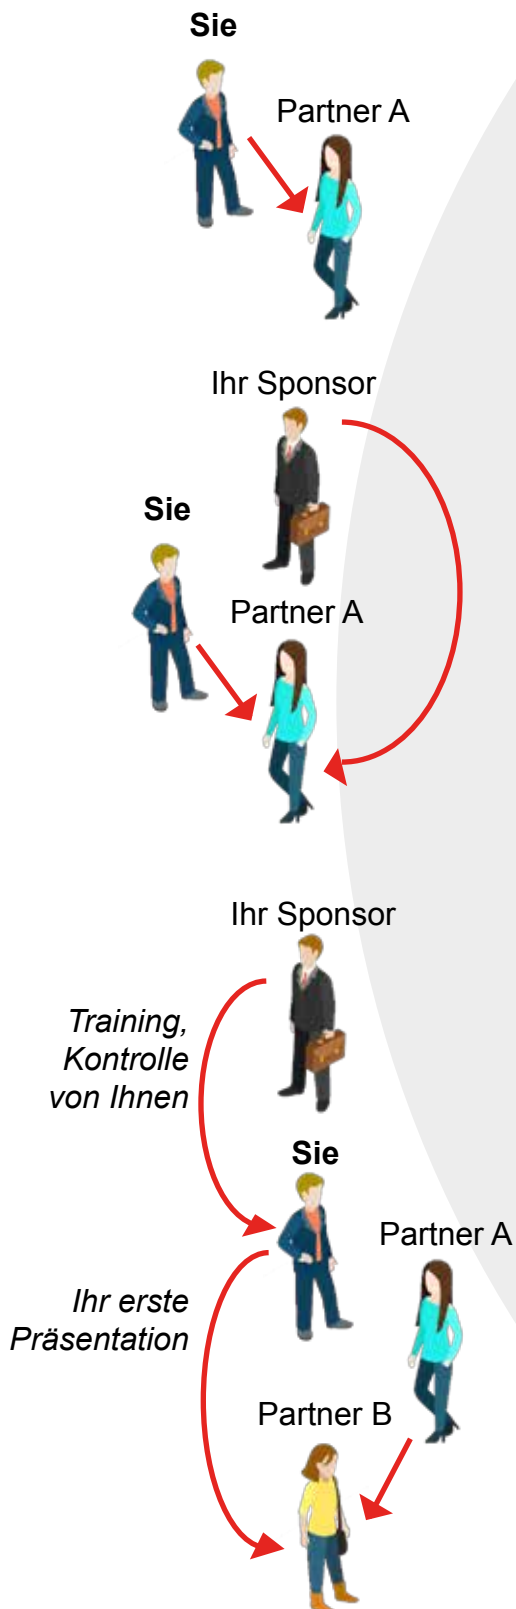 Sie
Partner A
Ihr Sponsor
Sie
Partner A
Ihr Sponsor
Training,
Kontrolle
von Ihnen
Sie
Partner A
Ihr erste
Präsentation
Partner B